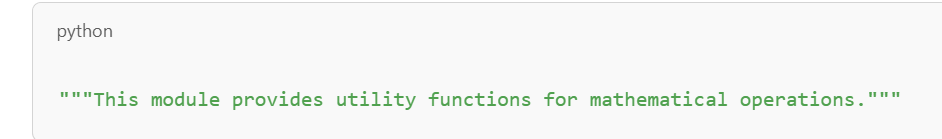 python
"""This module provides utility functions for mathematical operations."""